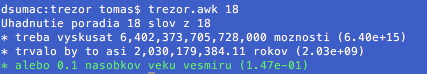 dsumac:trezor tomas$ trezor.awk 18
Uhadnutie poradia 18 slov z 18
* treba vyskusat 6,402,373,705,728,000 moznosti (6.40e+15)
* trvalo by to asi 2,030,179,384.11 rokov (2.03e+09)
* alebo 0.1 nasobkov veku vesmiru (1.47e-01)